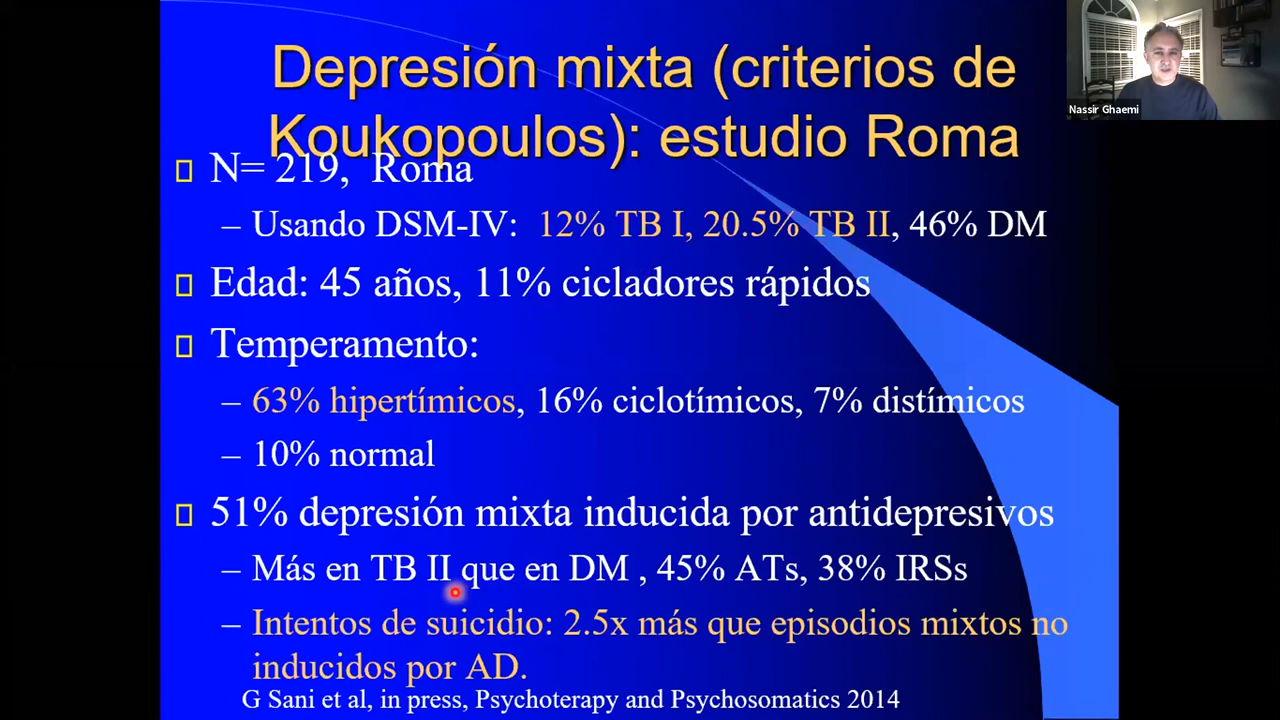 Depresión mixta (criterios de
Koukopoulos): estudio Roma
Nassir Ghaemi
N= 219, Roma
– Usando DSM-IV: 12% TB I, 20.5% TB II, 46% DM
Edad: 45 años, 11% cicladores rápidos
Temperamento:
– 63% hipertímicos, 16% ciclotímicos, 7% distímicos
– 10% normal
51% depresión mixta inducida por antidepresivos
– Más en TB II que en DM , 45% ATs, 38% IRSs
– Intentos de suicidio: 2.5x más que episodios mixtos no
inducidos por AD.
G Sani et al, in press, Psychoterapy and Psychosomatics 2014